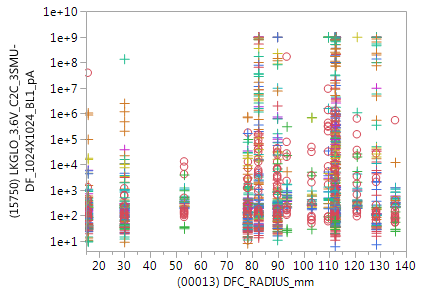 1e+10
1e+9
1e+8
1e+7
1e+6
1e+5
1e+4
1e+3
1e+2
1e+1
(15750) LKGLO_3.6V_C2C_3SMU-
DF_1024X1024_BL1_pA
20 30 40 50 60 70 80 90 100 110 120 130 140
(00013) DFC_RADIUS_mm